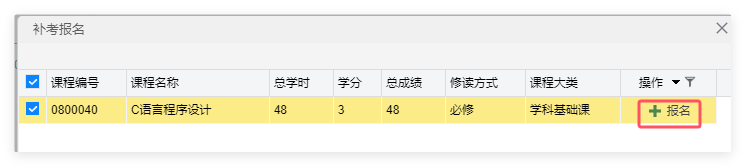 补考报名
课程编号 课程名称 总学时 学分 总成绩 修读方式 课程大类 操作
0800040 C语言程序设计 48 3 48 必修 学科基础课 报名